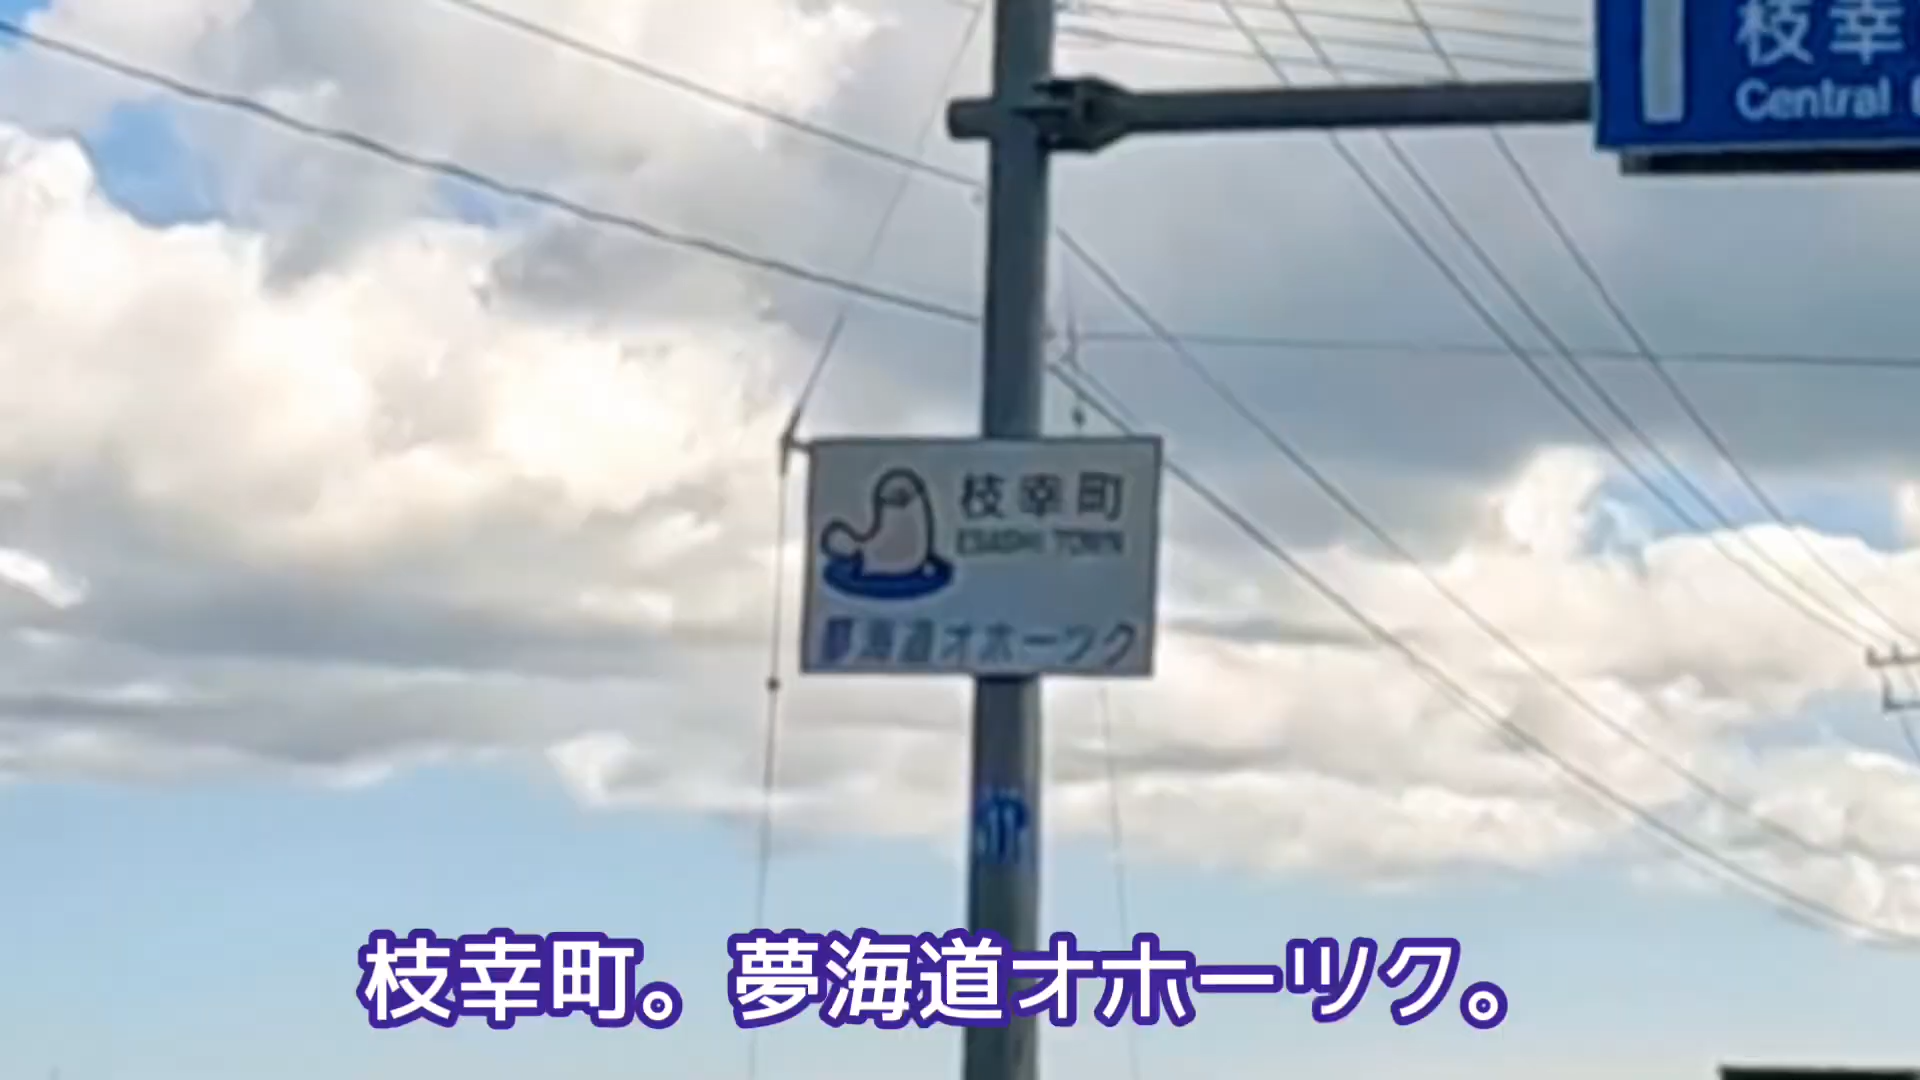 枝幸
Central
枝幸町
ESASHI TOWN
夢海道オホーツク
枝幸町。夢海道オホーツク。